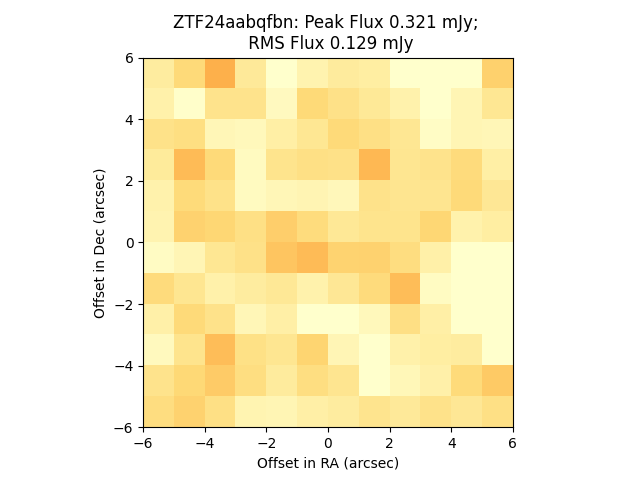 ZTF24aabqfbn: Peak Flux 0.321 mJy;
RMS Flux 0.129 mJy
6
4
2
0
−2
−4
−6
Offset in Dec (arcsec)
−6 −4 −2 0 2 4 6
Offset in RA (arcsec)